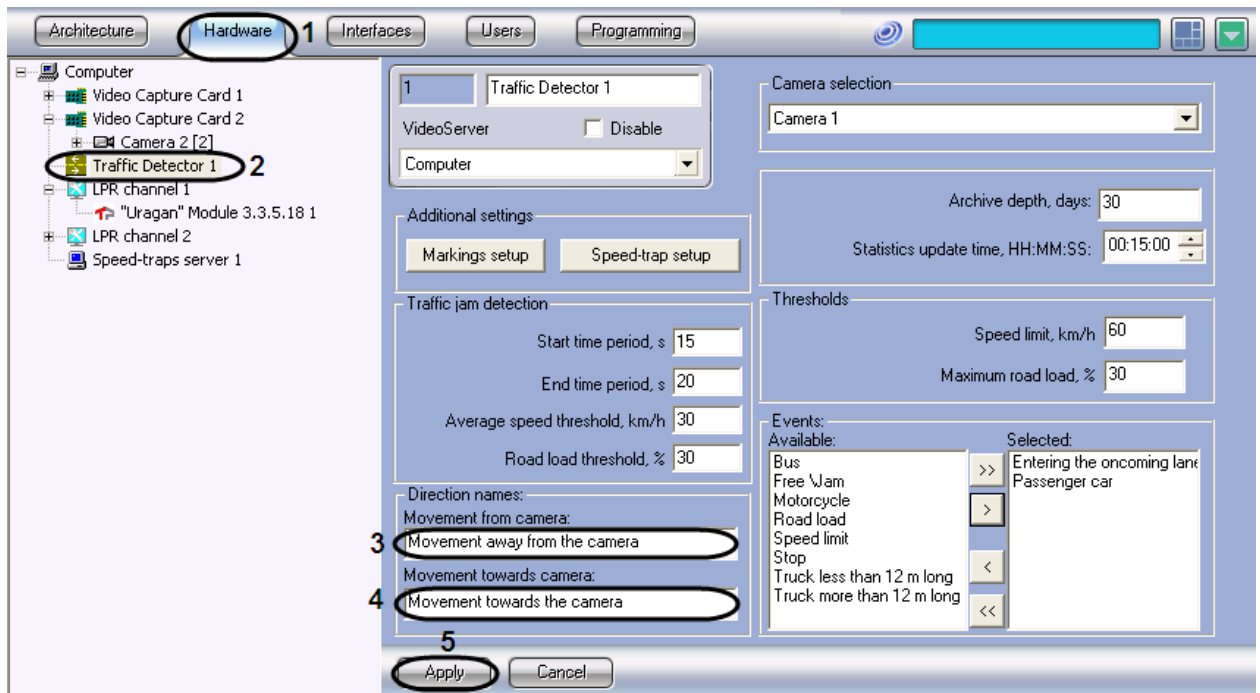 Architecture Hardware 1 Interfaces Users Programming
Computer
Video Capture Card 1
Video Capture Card 2
Camera 2 [2]
Traffic Detector 1 2
LPR channel 1
"Uragan" Module 3.3.5.18 1
LPR channel 2
Speed-traps server 1
1 Traffic Detector 1
VideoServer Disable
Computer
Additional settings
Markings setup Speed-trap setup
Traffic jam detection
Start time period, s 15
End time period, s 20
Average speed threshold, km/h 30
Road load threshold, % 30
Direction names:
Movement from camera:
3 Movement away from the camera
Movement towards camera:
4 Movement towards the camera
Camera selection
Camera 1
Archive depth, days: 30
Statistics update time, HH:MM:SS: 00:15:00
Thresholds
Speed limit, km/h 60
Maximum road load, % 30
Events:
Available:
Bus
Free \Jam
Motorcycle
Road load
Speed limit
Stop
Truck less than 12 m long
Truck more than 12 m long
>>
>
<
<<
Selected:
Entering the oncoming lane
Passenger car
5
Apply Cancel